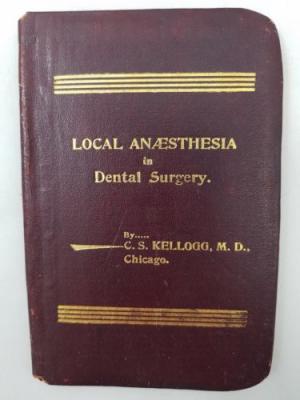 LOCAL ANÆSTHESIA
in
Dental Surgery.
By.....
C. S. KELLOGG, M. D.,
Chicago.